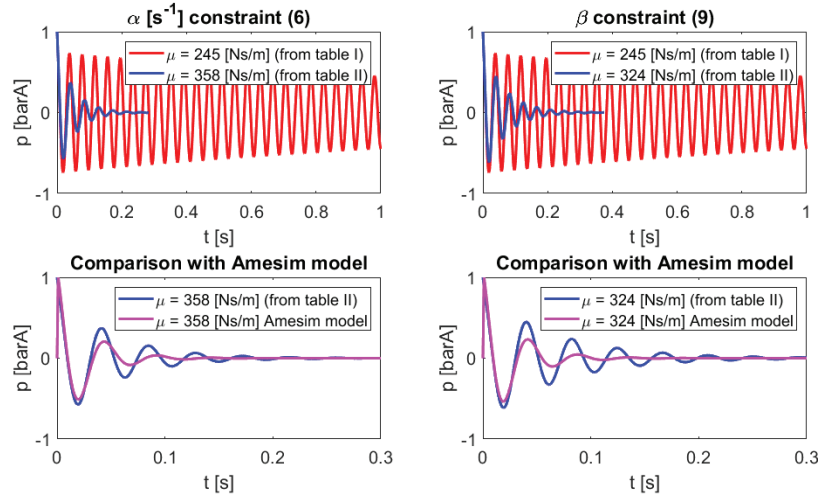 α [s⁻¹] constraint (6)
μ = 245 [Ns/m] (from table I)
μ = 358 [Ns/m] (from table II)
p [barA]
1
0
-1
0
0.2
0.4
0.6
0.8
1
t [s]
β constraint (9)
μ = 245 [Ns/m] (from table I)
μ = 324 [Ns/m] (from table II)
p [barA]
1
0
-1
0
0.2
0.4
0.6
0.8
1
t [s]
Comparison with Amesim model
μ = 358 [Ns/m] (from table II)
μ = 358 [Ns/m] Amesim model
p [barA]
1
0
-1
0
0.1
0.2
0.3
t [s]
Comparison with Amesim model
μ = 324 [Ns/m] (from table II)
μ = 324 [Ns/m] Amesim model
p [barA]
1
0
-1
0
0.1
0.2
0.3
t [s]